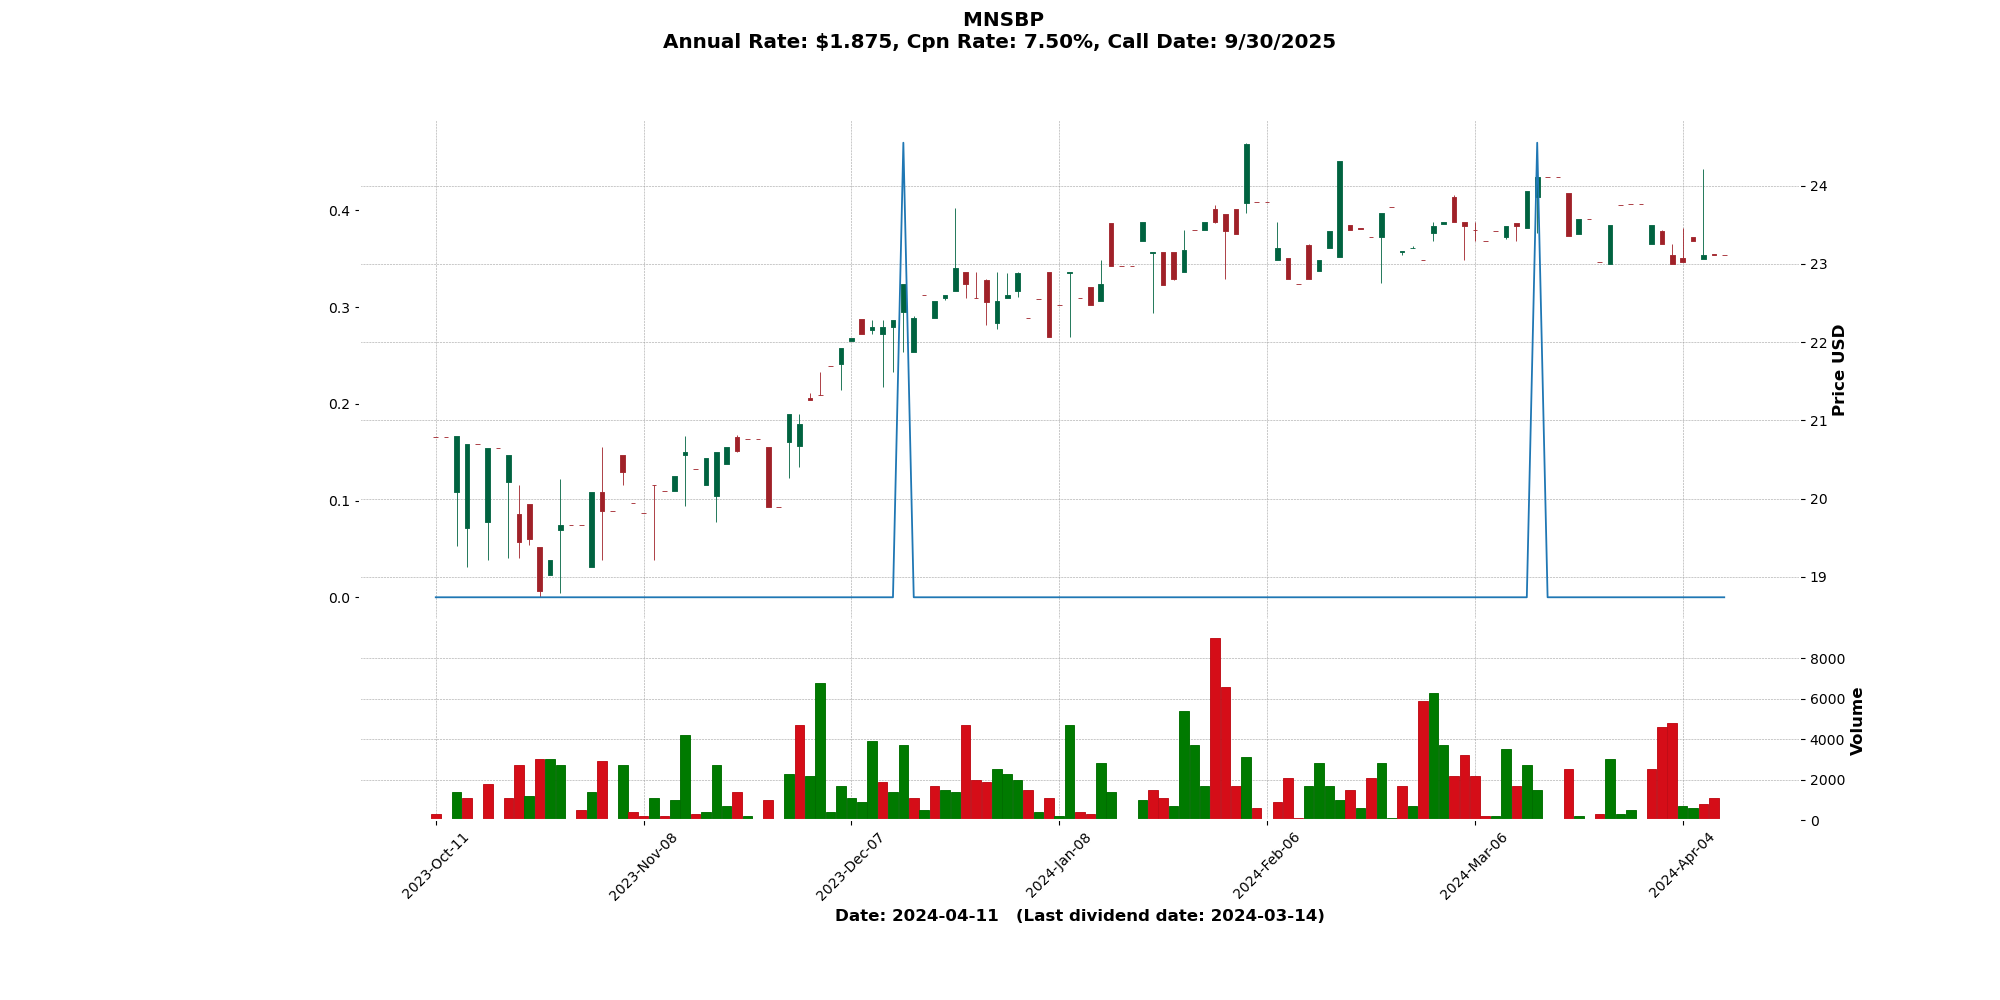 MNSBP
Annual Rate: $1.875, Cpn Rate: 7.50%, Call Date: 9/30/2025
0.4
0.3
0.2
0.1
0.0
24
23
22
21
20
19
Price USD
8000
6000
4000
2000
0
Volume
2023-Oct-11
2023-Nov-08
2023-Dec-07
2024-Jan-08
2024-Feb-06
2024-Mar-06
2024-Apr-04
Date: 2024-04-11 (Last dividend date: 2024-03-14)